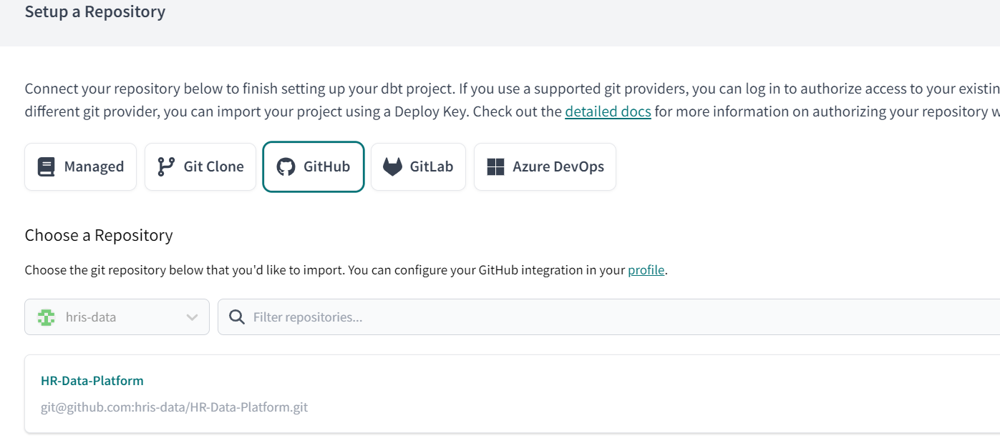 Setup a Repository
Connect your repository below to finish setting up your dbt project. If you use a supported git providers, you can log in to authorize access to your existin
different git provider, you can import your project using a Deploy Key. Check out the detailed docs for more information on authorizing your repository w
Managed Git Clone GitHub GitLab Azure DevOps
Choose a Repository
Choose the git repository below that you'd like to import. You can configure your GitHub integration in your profile.
hris-data Filter repositories...
HR-Data-Platform
git@github.com:hris-data/HR-Data-Platform.git